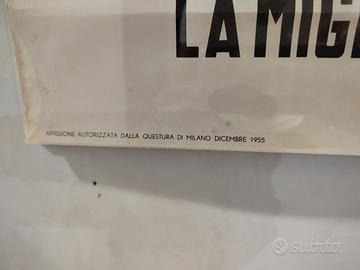 LA MIG
AFFISSIONE AUTORIZZATA DALLA QUESTURA DI MILANO DICEMBRE 1955
subito